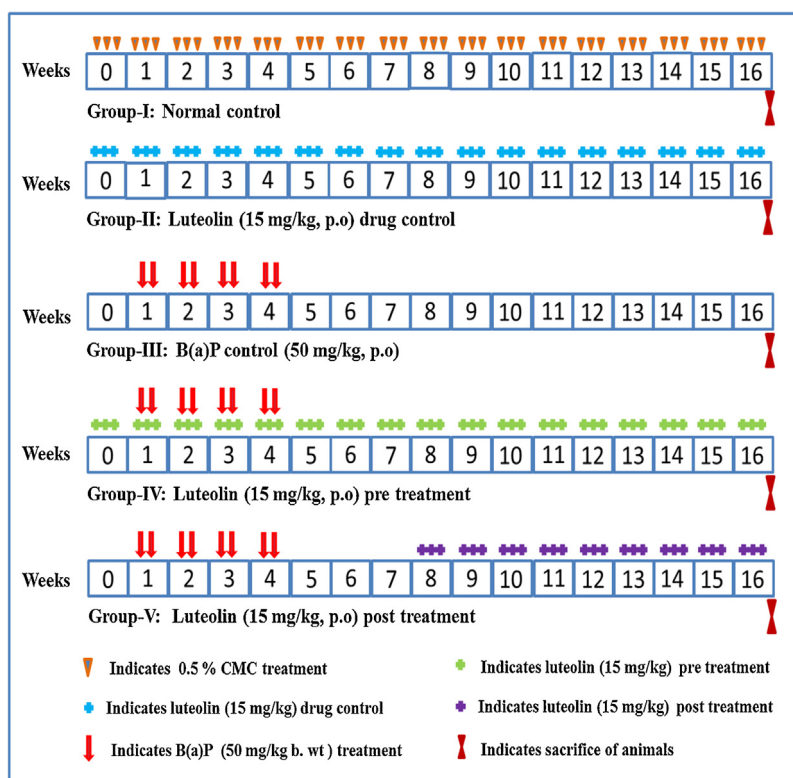 Weeks 0 1 2 3 4 5 6 7 8 9 10 11 12 13 14 15 16
Group-I: Normal control
Weeks 0 1 2 3 4 5 6 7 8 9 10 11 12 13 14 15 16
Group-II: Luteolin (15 mg/kg, p.o) drug control
Weeks 0 1 2 3 4 5 6 7 8 9 10 11 12 13 14 15 16
Group-III: B(a)P control (50 mg/kg, p.o)
Weeks 0 1 2 3 4 5 6 7 8 9 10 11 12 13 14 15 16
Group-IV: Luteolin (15 mg/kg, p.o) pre treatment
Weeks 0 1 2 3 4 5 6 7 8 9 10 11 12 13 14 15 16
Group-V: Luteolin (15 mg/kg, p.o) post treatment
Indicates 0.5 % CMC treatment
Indicates luteolin (15 mg/kg) pre treatment
Indicates luteolin (15 mg/kg) drug control
Indicates luteolin (15 mg/kg) post treatment
Indicates B(a)P (50 mg/kg b. wt ) treatment
Indicates sacrifice of animals